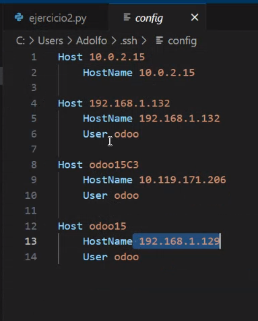 ejercicio2.py
config
C: > Users > Adolfo > .ssh > config
1 Host 10.0.2.15
2 HostName 10.0.2.15
3
4 Host 192.168.1.132
5 HostName 192.168.1.132
6 User odoo
7
8 Host odoo15C3
9 HostName 10.119.171.206
10 User odoo
11
12 Host odoo15
13 HostName 192.168.1.129
14 User odoo